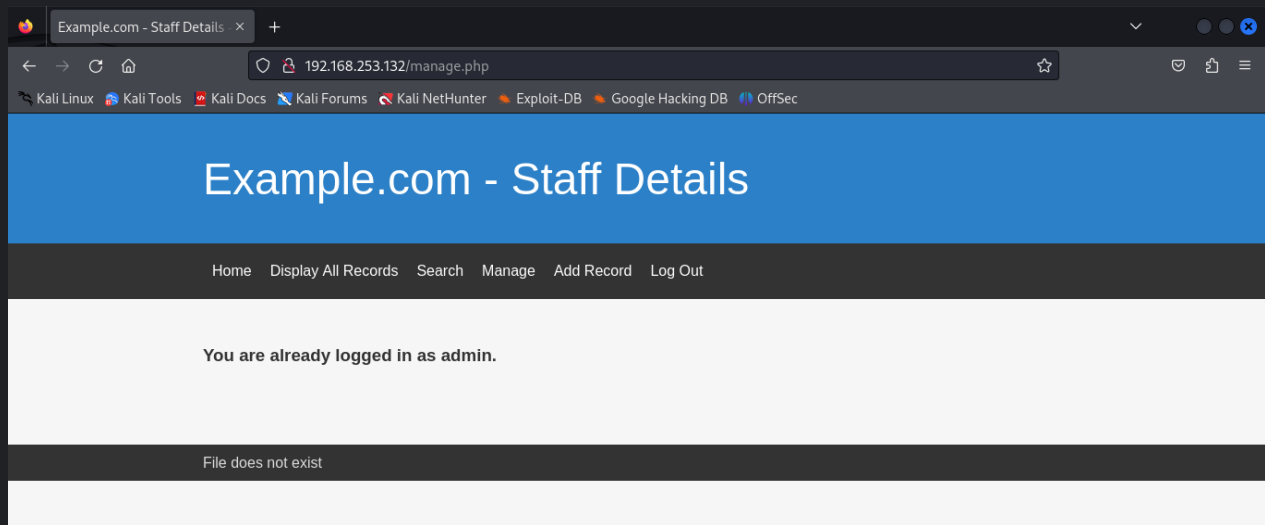 Example.com - Staff Details -
192.168.253.132/manage.php
Kali Linux Kali Tools Kali Docs Kali Forums Kali NetHunter Exploit-DB Google Hacking DB OffSec
Example.com - Staff Details
Home Display All Records Search Manage Add Record Log Out
You are already logged in as admin.
File does not exist